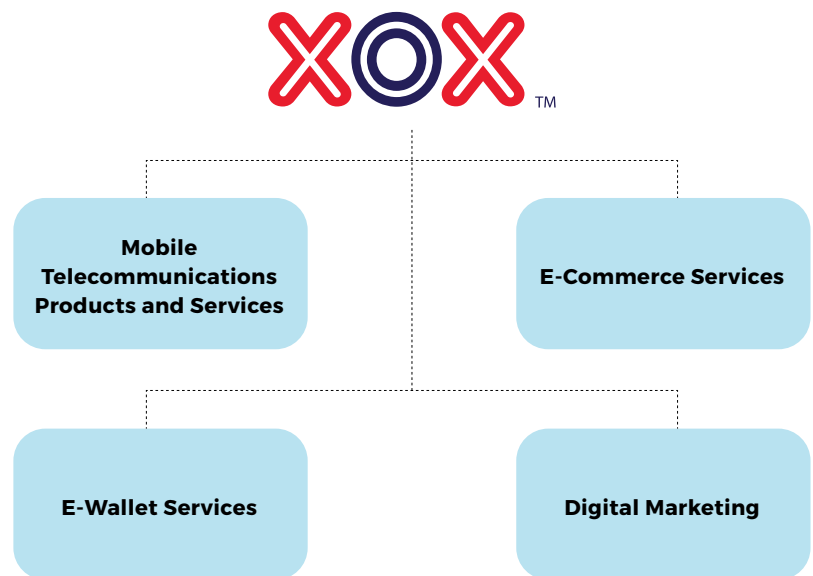 XOX
TM
Mobile
Telecommunications
Products and Services
E-Commerce Services
E-Wallet Services
Digital Marketing